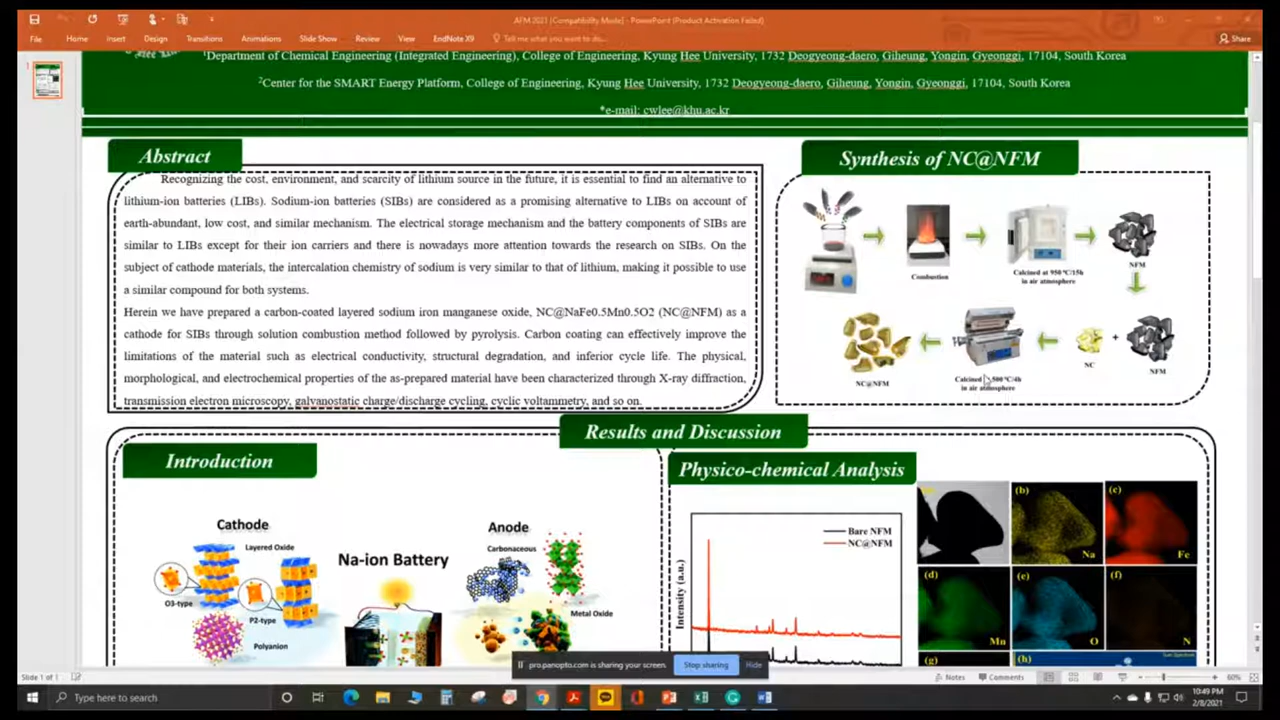 AFM 2021 [Compatibility Mode] - PowerPoint (Product Activation Failed)
File Home Insert Design Transitions Animations Slide Show Review View EndNote X9 Tell me what you want to do... Share
1
¹Department of Chemical Engineering (Integrated Engineering), College of Engineering, Kyung Hee University, 1732 Deogyeong-daero, Giheung, Yongin, Gyeonggi, 17104, South Korea
²Center for the SMART Energy Platform, College of Engineering, Kyung Hee University, 1732 Deogyeong-daero, Giheung, Yongin, Gyeonggi, 17104, South Korea
*e-mail: cwlee@khu.ac.kr
Abstract
Recognizing the cost, environment, and scarcity of lithium source in the future, it is essential to find an alternative to
lithium-ion batteries (LIBs). Sodium-ion batteries (SIBs) are considered as a promising alternative to LIBs on account of
earth-abundant, low cost, and similar mechanism. The electrical storage mechanism and the battery components of SIBs are
similar to LIBs except for their ion carriers and there is nowadays more attention towards the research on SIBs. On the
subject of cathode materials, the intercalation chemistry of sodium is very similar to that of lithium, making it possible to use
a similar compound for both systems.
Herein we have prepared a carbon-coated layered sodium iron manganese oxide, NC@NaFe0.5Mn0.5O2 (NC@NFM) as a
cathode for SIBs through solution combustion method followed by pyrolysis. Carbon coating can effectively improve the
limitations of the material such as electrical conductivity, structural degradation, and inferior cycle life. The physical,
morphological, and electrochemical properties of the as-prepared material have been characterized through X-ray diffraction,
transmission electron microscopy, galvanostatic charge/discharge cycling, cyclic voltammetry, and so on.
Synthesis of NC@NFM
Combustion
Calcined at 950 °C/15h
in air atmosphere
NFM
NC@NFM
Calcined 500 °C/4h
in air atmosphere
NC
+
NFM
Results and Discussion
Introduction
Cathode
Layered Oxide
O3-type
P2-type
Polyanion
Na-ion Battery
Anode
Carbonaceous
Metal Oxide
Physico-chemical Analysis
Intensity (a.u.)
Bare NFM
NC@NFM
(b) Na
(c) Fe
(d) Mn
(e) O
(f) N
(g)
(h)
pro.panopto.com is sharing your screen. Stop sharing Hide
Slide 1 of 1 Notes Comments 60%
Type here to search
10:49 PM
2/8/2021